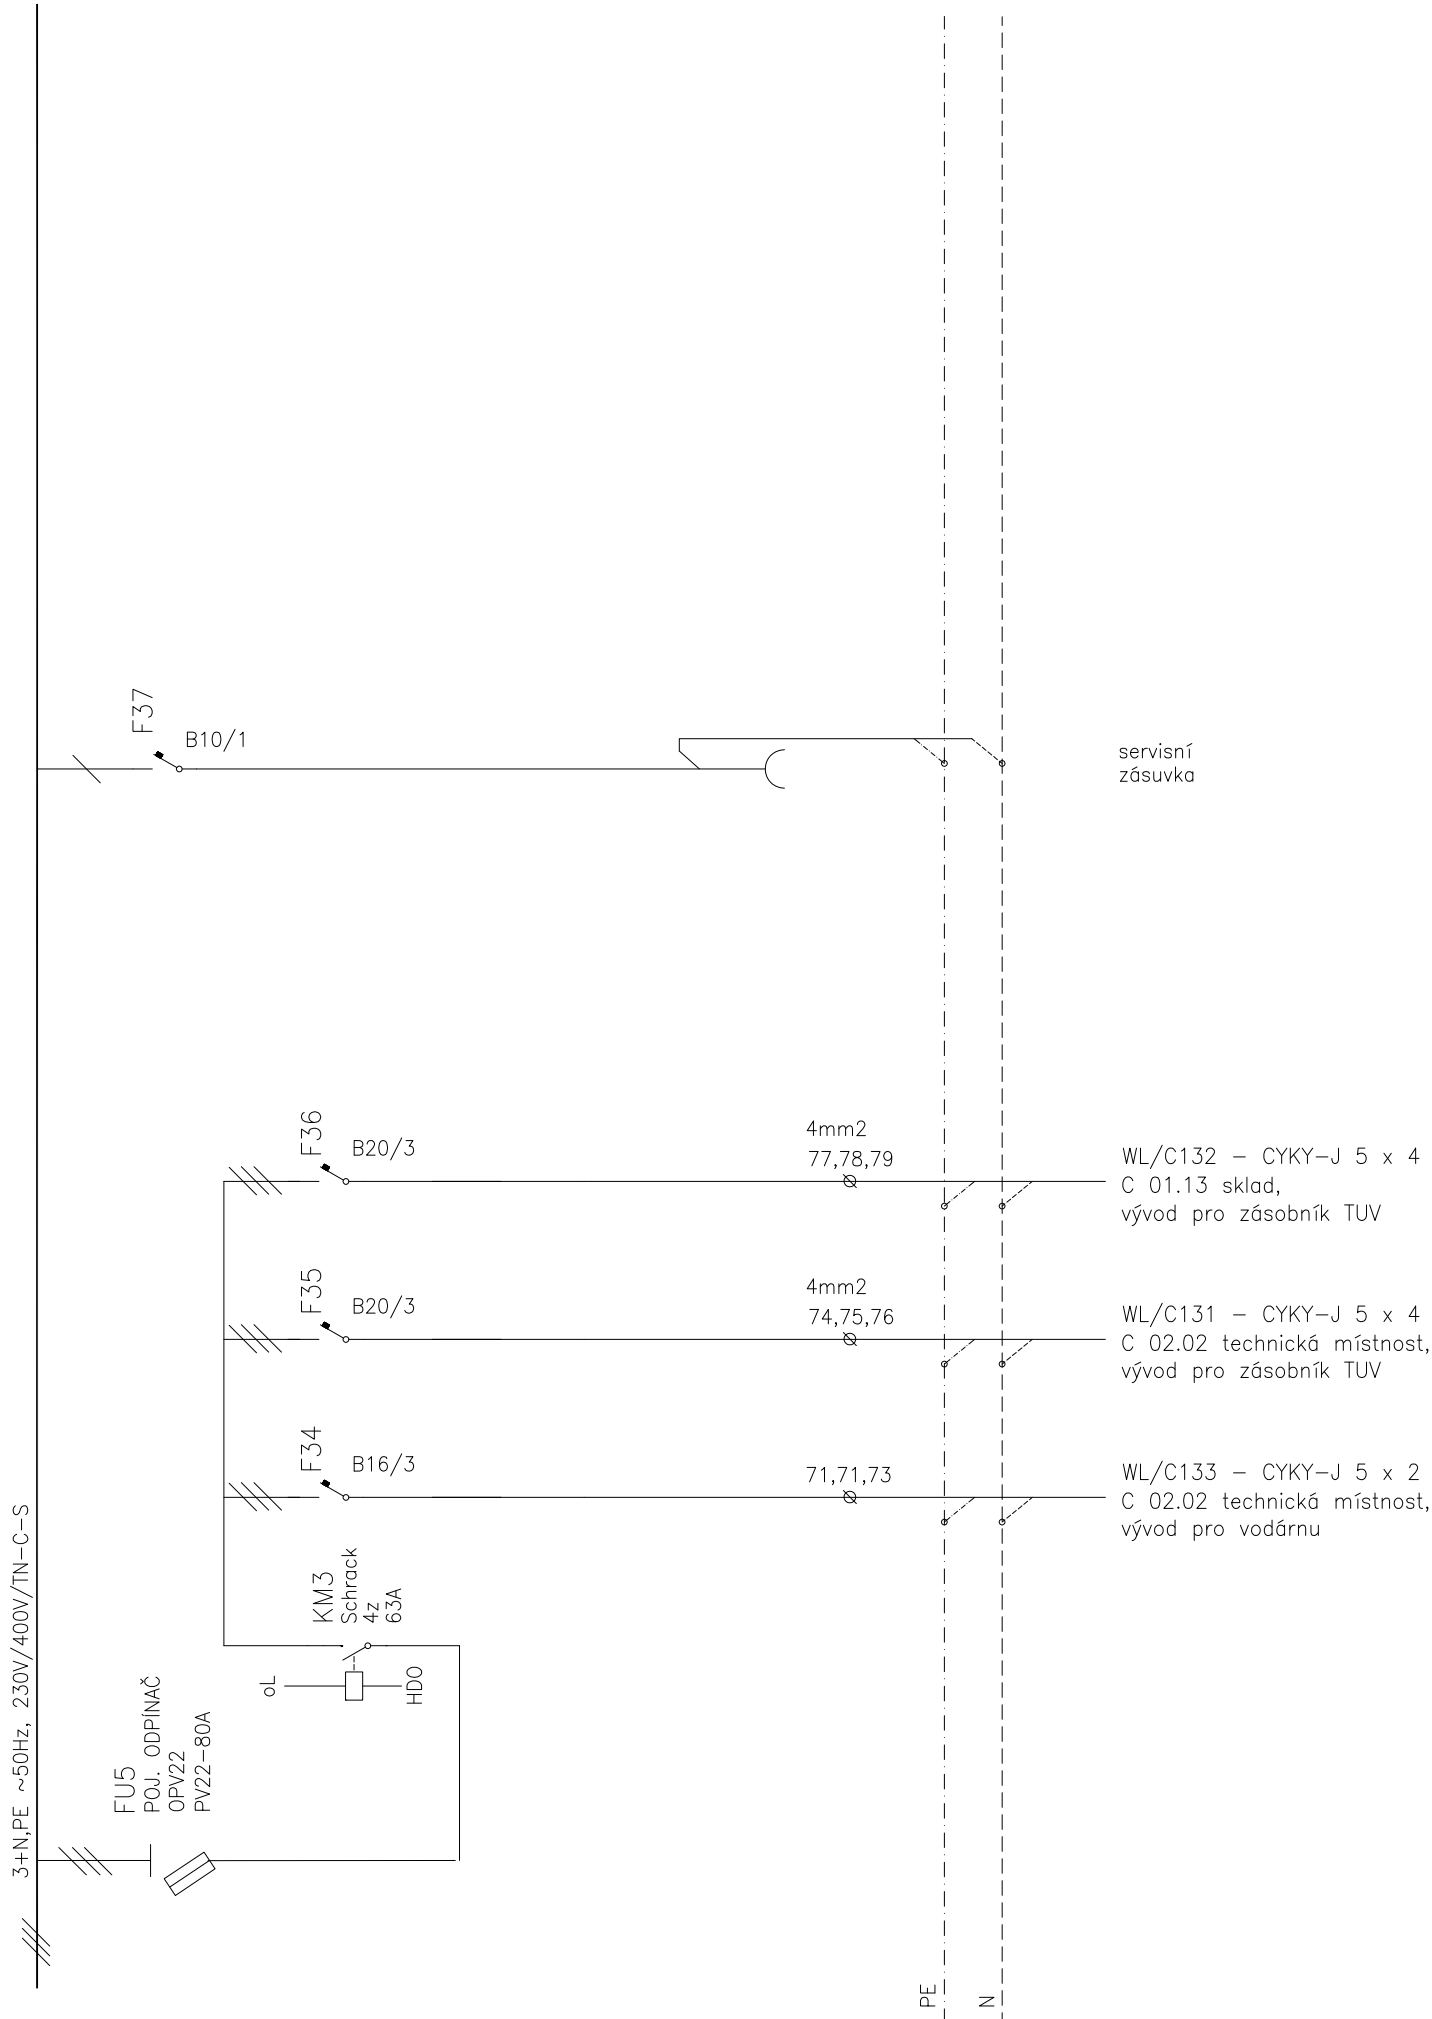 F37
B10/1
servisní
zásuvka
F36
B20/3
4mm2
77,78,79
WL/C132 – CYKY–J 5 x 4
C 01.13 sklad,
vývod pro zásobník TUV
F35
B20/3
4mm2
74,75,76
WL/C131 – CYKY–J 5 x 4
C 02.02 technická místnost,
vývod pro zásobník TUV
F34
B16/3
71,71,73
WL/C133 – CYKY–J 5 x 2
C 02.02 technická místnost,
vývod pro vodárnu
3+N,PE ~50Hz, 230V/400V/TN–C–S
KM3
Schrack
4z
63A
oL
HDO
FU5
POJ. ODPÍNAČ
OPV22
PV22–80A
PE
N